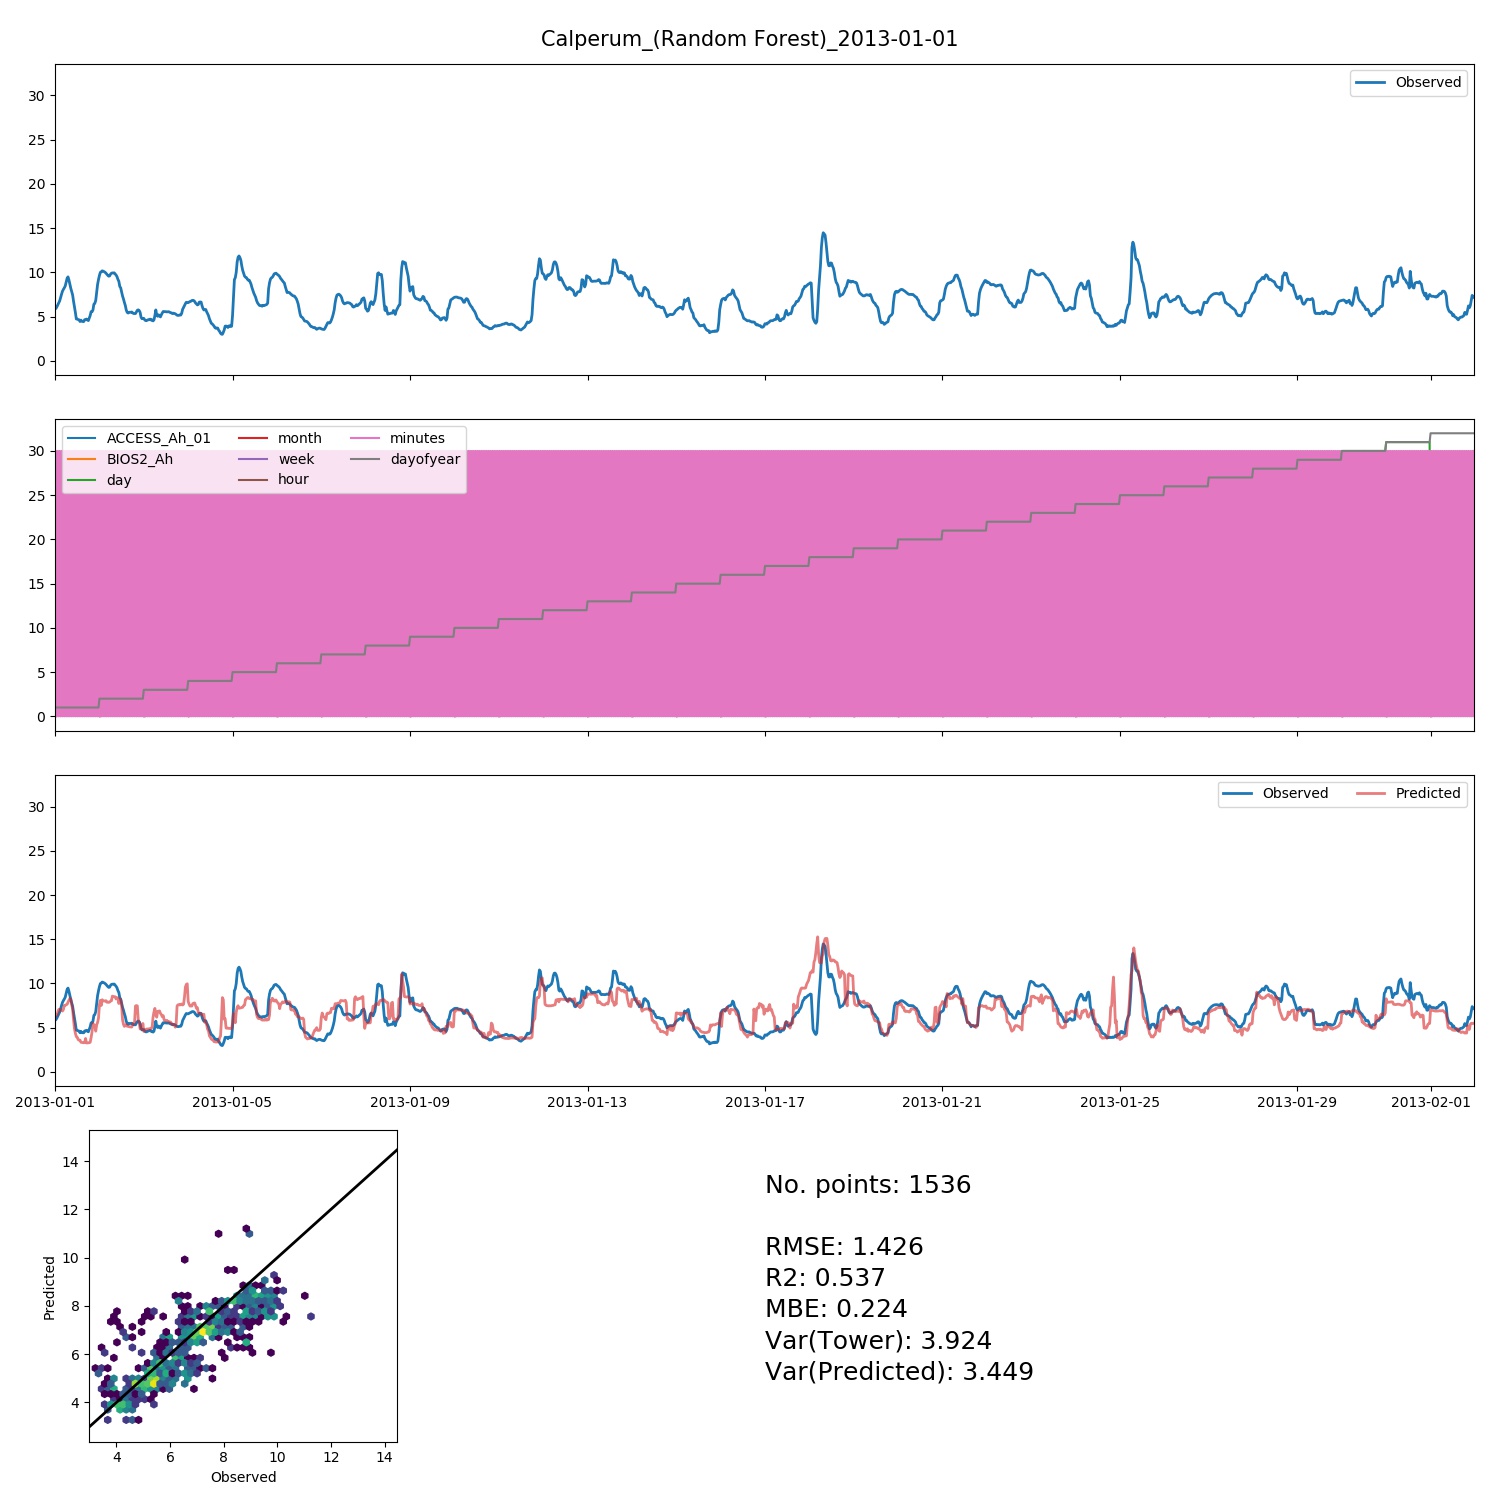 Calperum_(Random Forest)_2013-01-01
Observed
30
25
20
15
10
5
0
ACCESS_Ah_01 month minutes
BIOS2_Ah week dayofyear
day hour
30
25
20
15
10
5
0
Observed Predicted
30
25
20
15
10
5
0
2013-01-01 2013-01-05 2013-01-09 2013-01-13 2013-01-17 2013-01-21 2013-01-25 2013-01-29 2013-02-01
14
12
10
8
6
4
Predicted
4 6 8 10 12 14
Observed
No. points: 1536
RMSE: 1.426
R2: 0.537
MBE: 0.224
Var(Tower): 3.924
Var(Predicted): 3.449